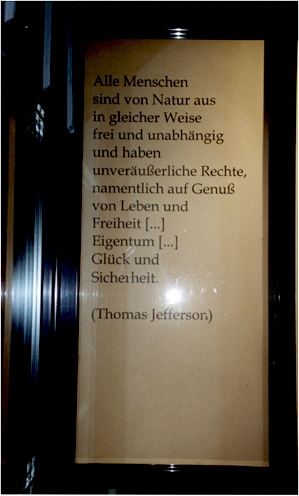 Alle Menschen
sind von Natur aus
in gleicher Weise
frei und unabhängig
und haben
unveräußerliche Rechte,
namentlich auf Genuß
von Leben und
Freiheit [...]
Eigentum [...]
Glück und
Sicherheit.
(Thomas Jefferson)